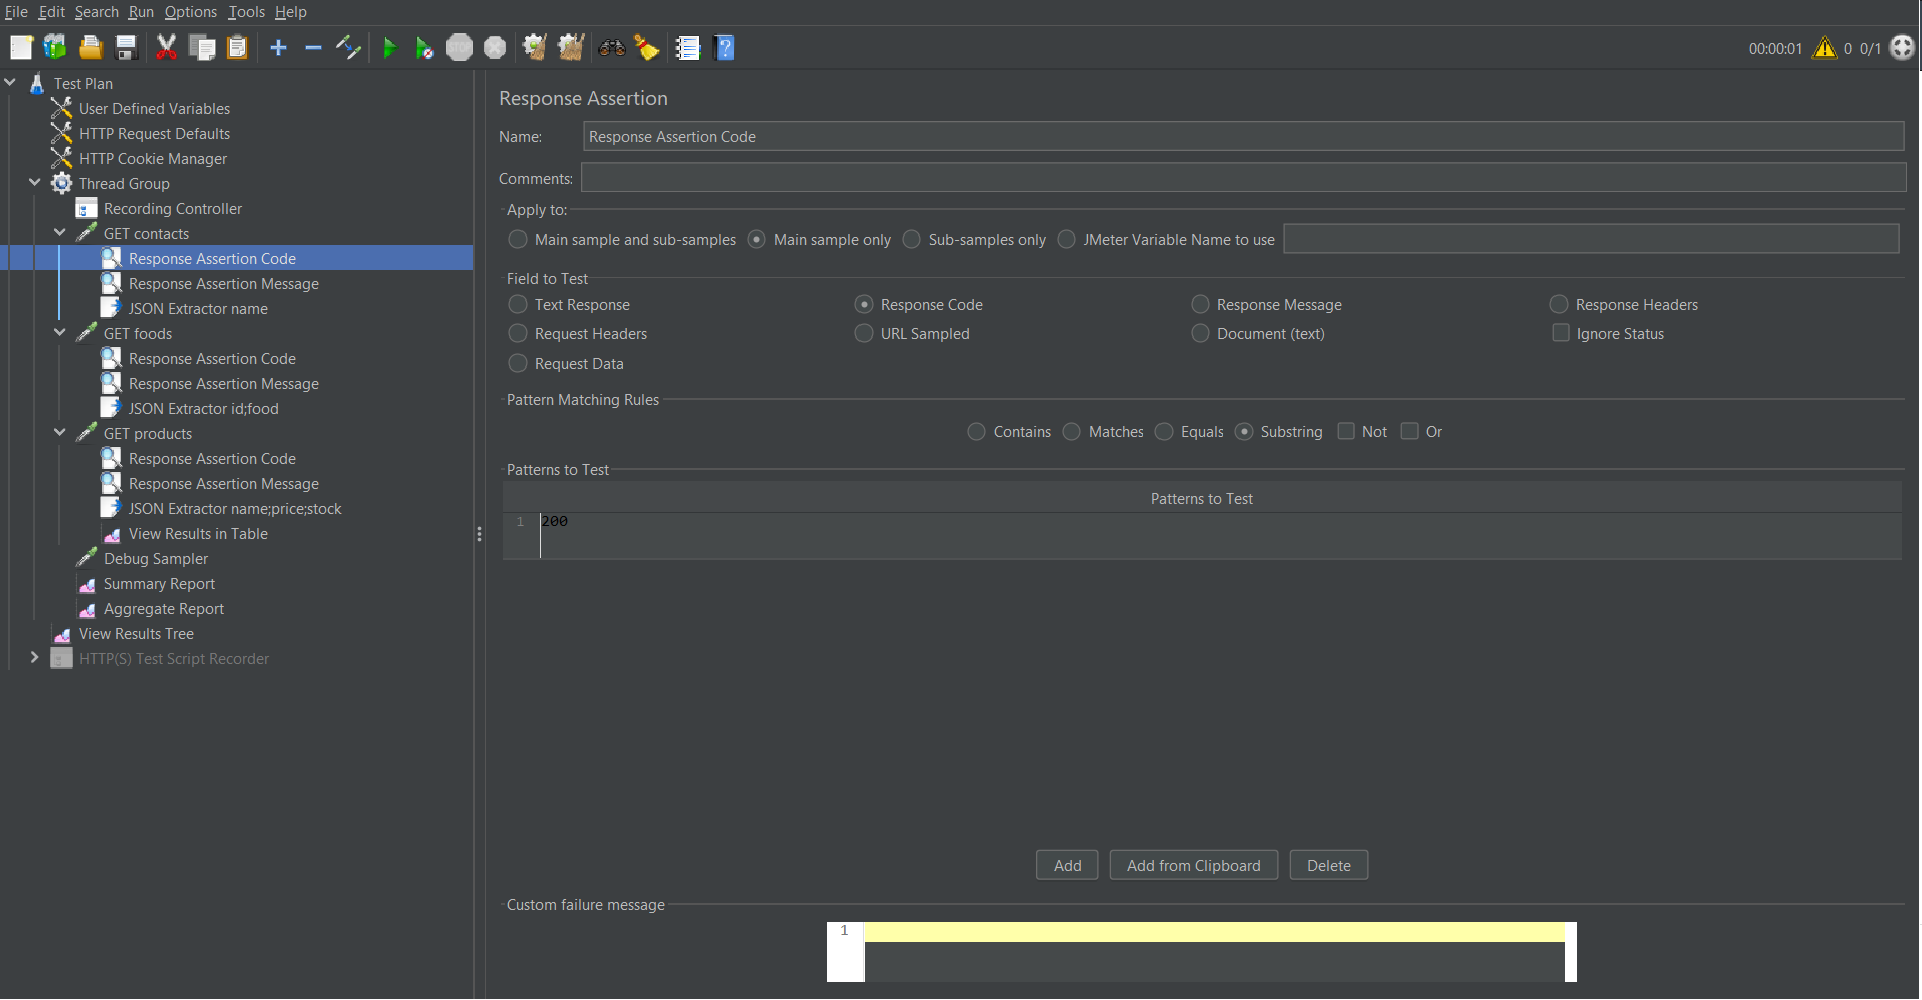 File Edit Search Run Options Tools Help
STOP
00:00:01 0 0/1
Test Plan
User Defined Variables
HTTP Request Defaults
HTTP Cookie Manager
Thread Group
Recording Controller
GET contacts
Response Assertion Code
Response Assertion Message
JSON Extractor name
GET foods
Response Assertion Code
Response Assertion Message
JSON Extractor id;food
GET products
Response Assertion Code
Response Assertion Message
JSON Extractor name;price;stock
View Results in Table
Debug Sampler
Summary Report
Aggregate Report
View Results Tree
HTTP(S) Test Script Recorder
Response Assertion
Name: Response Assertion Code
Comments:
Apply to:
Main sample and sub-samples Main sample only Sub-samples only JMeter Variable Name to use
Field to Test
Text Response Response Code Response Message Response Headers
Request Headers URL Sampled Document (text) Ignore Status
Request Data
Pattern Matching Rules
Contains Matches Equals Substring Not Or
Patterns to Test
Patterns to Test
1 200
Add Add from Clipboard Delete
Custom failure message
1